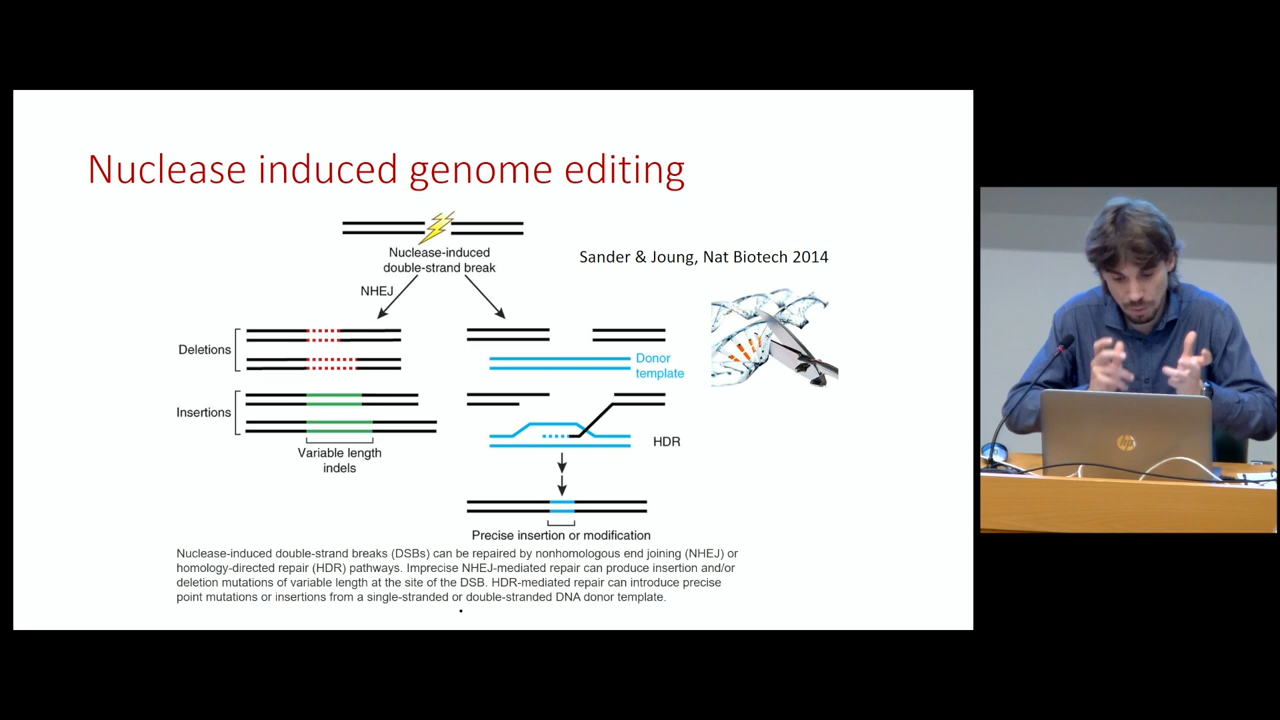 Nuclease induced genome editing
Nuclease-induced
double-strand break
Sander & Joung, Nat Biotech 2014
NHEJ
Deletions
Donor
template
Insertions
HDR
Variable length
indels
Precise insertion or modification
Nuclease-induced double-strand breaks (DSBs) can be repaired by nonhomologous end joining (NHEJ) or
homology-directed repair (HDR) pathways. Imprecise NHEJ-mediated repair can produce insertion and/or
deletion mutations of variable length at the site of the DSB. HDR-mediated repair can introduce precise
point mutations or insertions from a single-stranded or double-stranded DNA donor template.
hp